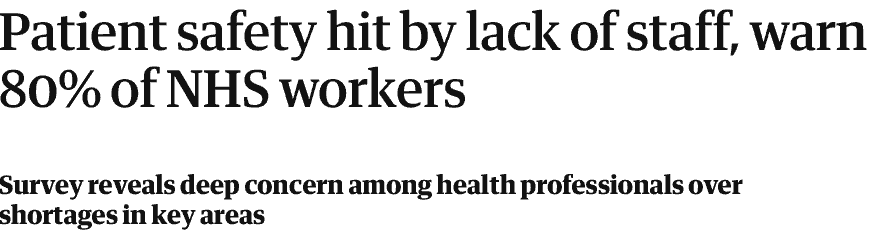 Patient safety hit by lack of staff, warn
80% of NHS workers
Survey reveals deep concern among health professionals over
shortages in key areas